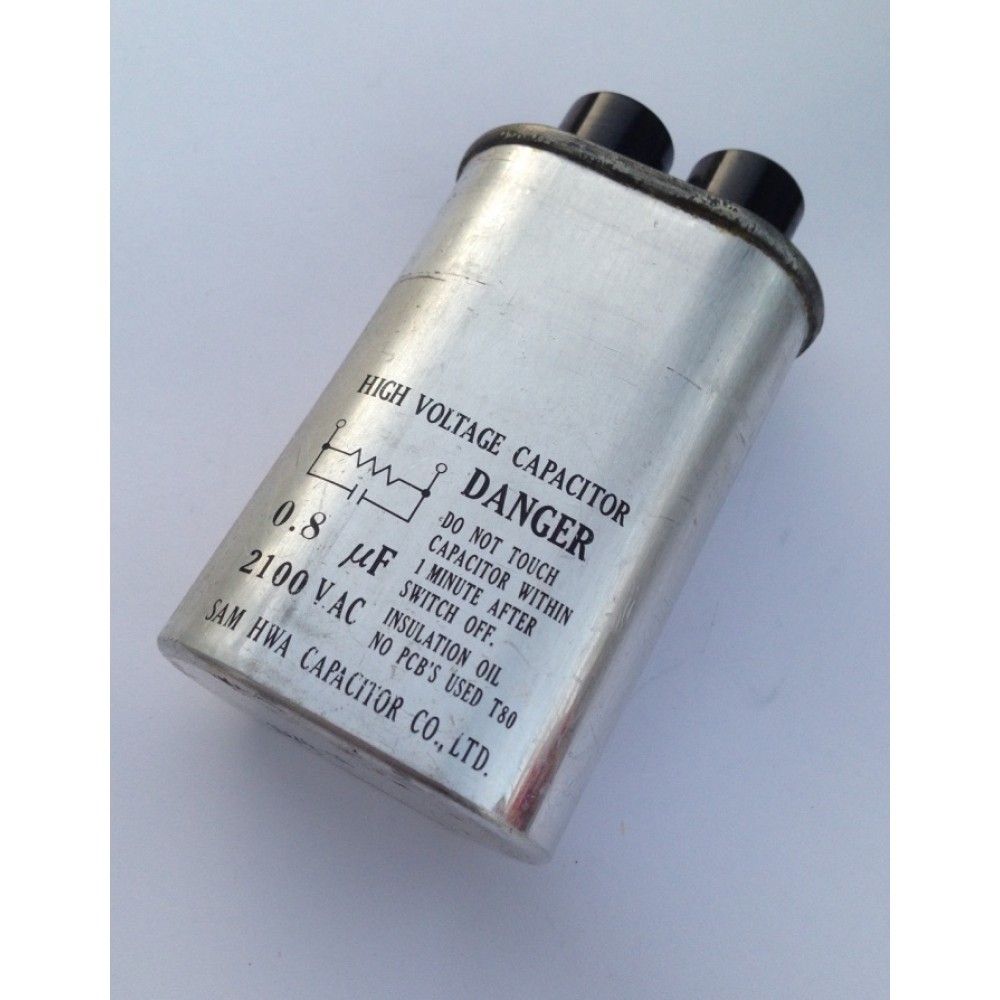 HIGH VOLTAGE CAPACITOR
0.8 μF
2100 V.AC
DANGER
DO NOT TOUCH
CAPACITOR WITHIN
1 MINUTE AFTER
SWITCH OFF.
INSULATION OIL
NO PCB'S USED T80
SAM HWA CAPACITOR CO., LTD.